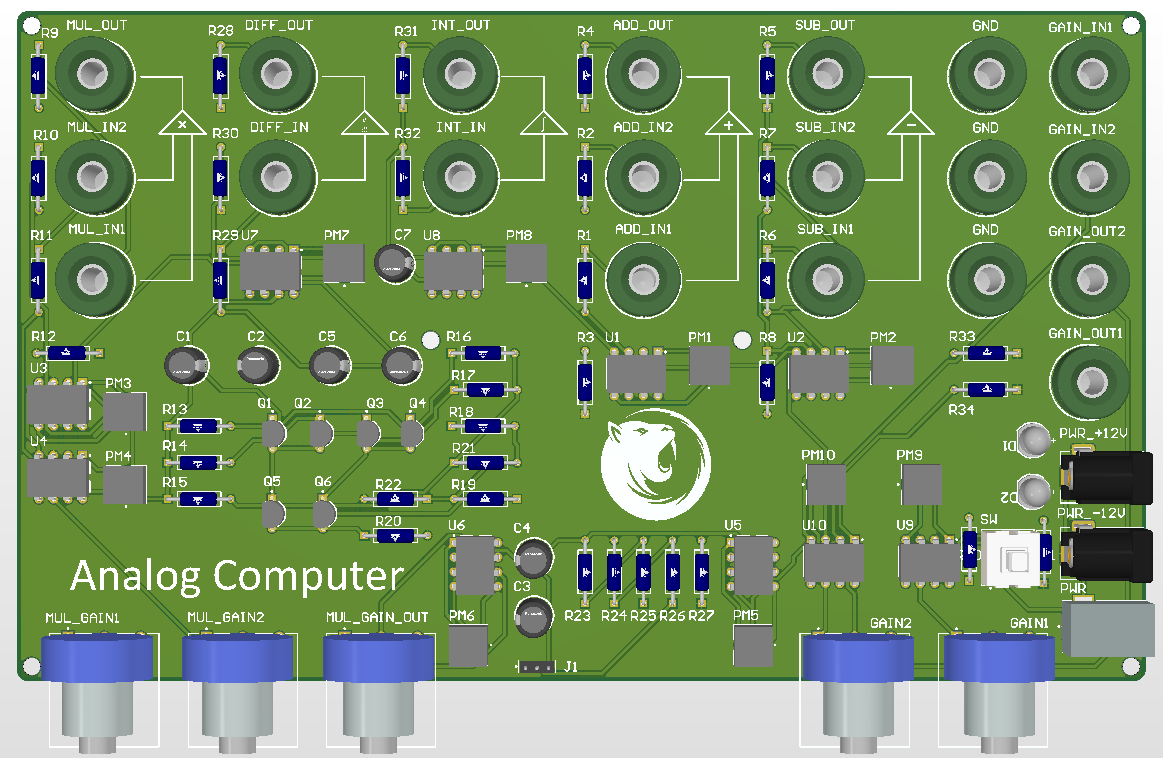 MUL_OUT DIFF_OUT INT_OUT ADD_OUT SUB_OUT GND GAIN_IN1
R9 R28 R31 R4 R5
×
+
−
MUL_IN2 DIFF_IN INT_IN ADD_IN2 SUB_IN2 GND GAIN_IN2
R10 R30 R32 R2 R7
∫
MUL_IN1 ADD_IN1 SUB_IN1 GND GAIN_OUT2
R11 R29 U7 PM7 C7 U8 PM8 R1 R6
R12 C1 C2 C5 C6 R16 R3 U1 PM1 R8 U2 PM2 R33 GAIN_OUT1
U3 PM3 R17
R13 Q1 Q2 Q3 Q4 R18 R34
U4 PM4 R14 R21 PM10 PM9 D1 PWR_+12V
R15 Q5 Q6 R22 R19 D2
R20 U6 C4 U5 U10 U9 SW PWR_-12V
Analog Computer
C3 PWR
MUL_GAIN1 MUL_GAIN2 MUL_GAIN_OUT PM6 R23 R24 R25 R26 R27 PM5 GAIN2 GAIN1
J1